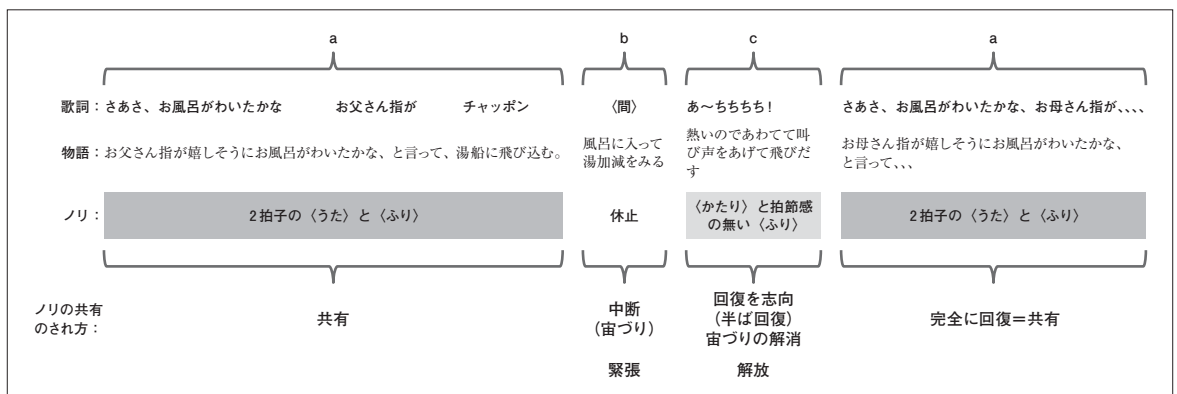 a
b
c
a
歌詞：さあさ、お風呂がわいたかな　お父さん指が　チャッポン
〈間〉
あ〜ちちちち！
さあさ、お風呂がわいたかな、お母さん指が、、、、
物語：お父さん指が嬉しそうにお風呂がわいたかな、と言って、湯船に飛び込む。
風呂に入って
湯加減をみる
熱いのであわてて叫
び声をあげて飛びだ
す
お母さん指が嬉しそうにお風呂がわいたかな、
と言って、、、
ノリ：
2拍子の〈うた〉と〈ふり〉
休止
〈かたり〉と拍節感
の無い〈ふり〉
2拍子の〈うた〉と〈ふり〉
ノリの共有
のされ方：
共有
中断
（宙づり）
緊張
回復を志向
（半ば回復）
宙づりの解消
解放
完全に回復＝共有